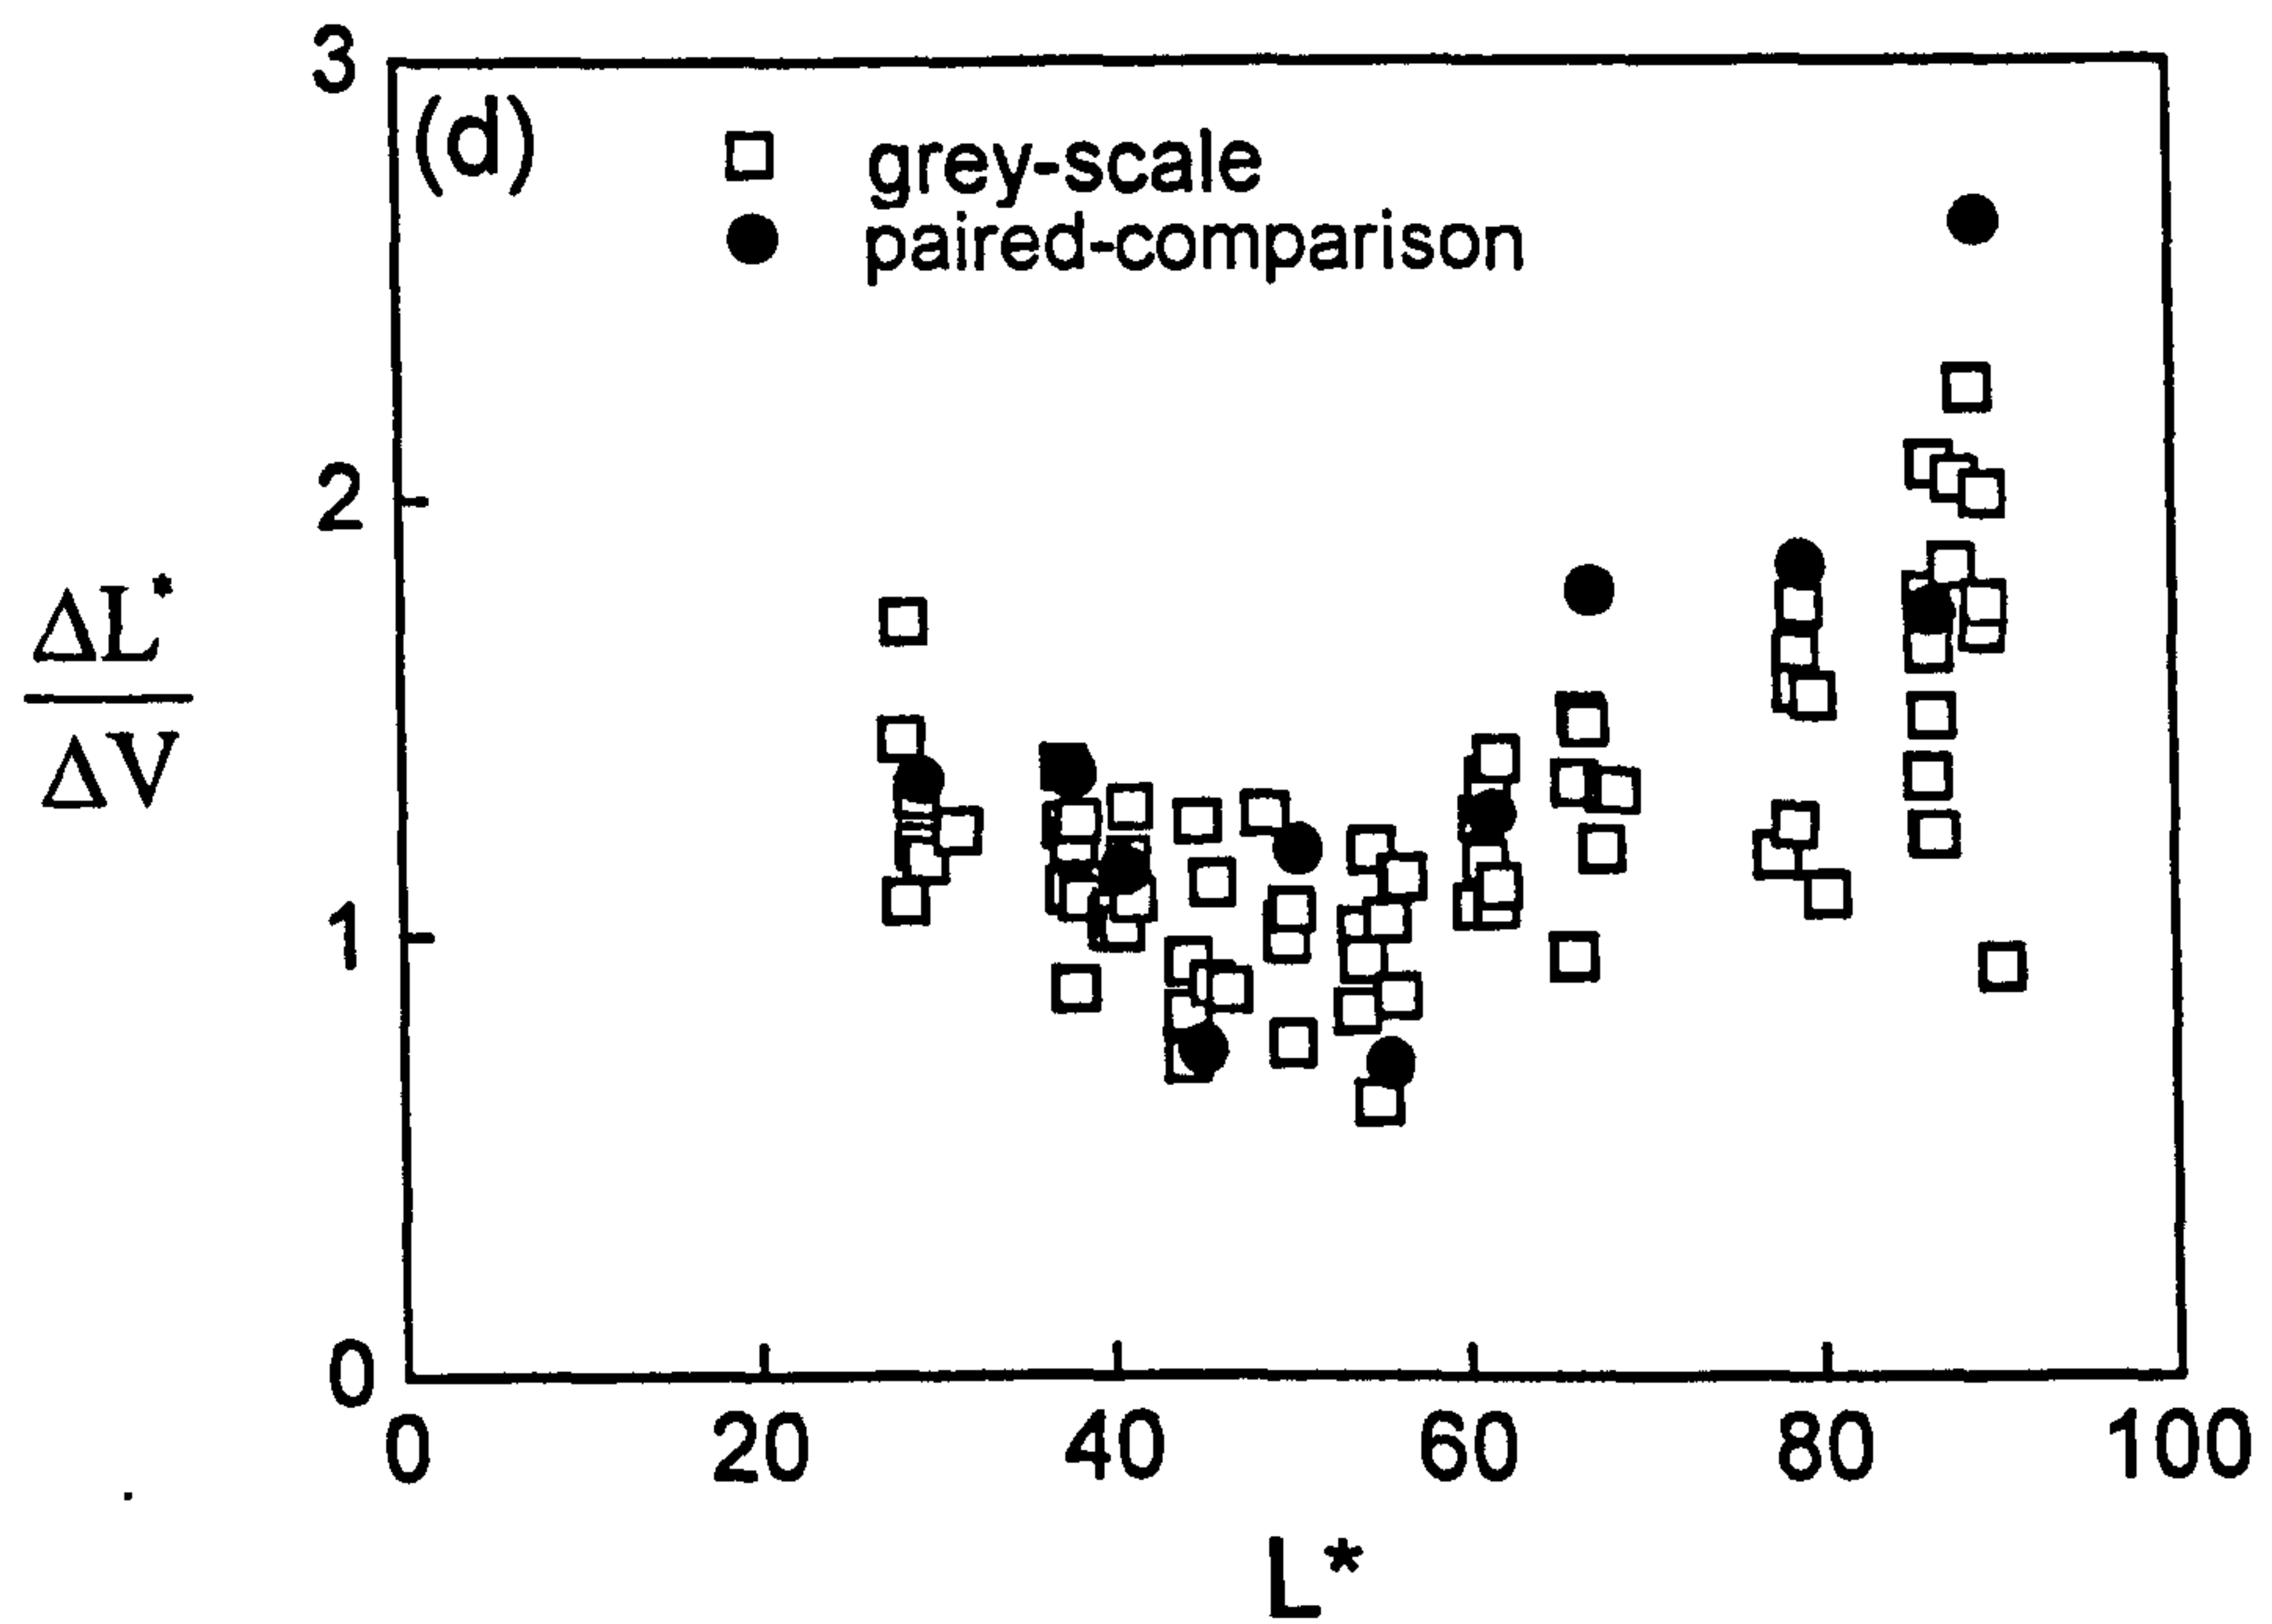 3
(d)
grey-scale
paired-comparison
2
ΔL*
ΔV
1
0
0 20 40 60 80 100
L*